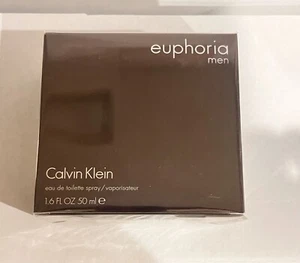 euphoria
men
Calvin Klein
eau de toilette spray/vaporisateur
1.6 FL OZ 50 ml ℮